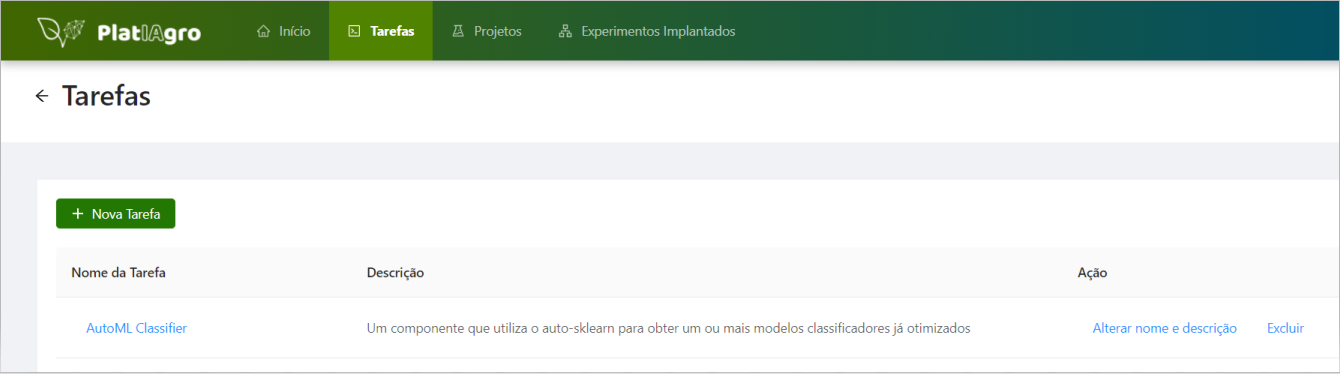 PlatIAgro Início Tarefas Projetos Experimentos Implantados
Tarefas
+ Nova Tarefa
Nome da Tarefa Descrição Ação
AutoML Classifier Um componente que utiliza o auto-sklearn para obter um ou mais modelos classificadores já otimizados Alterar nome e descrição Excluir